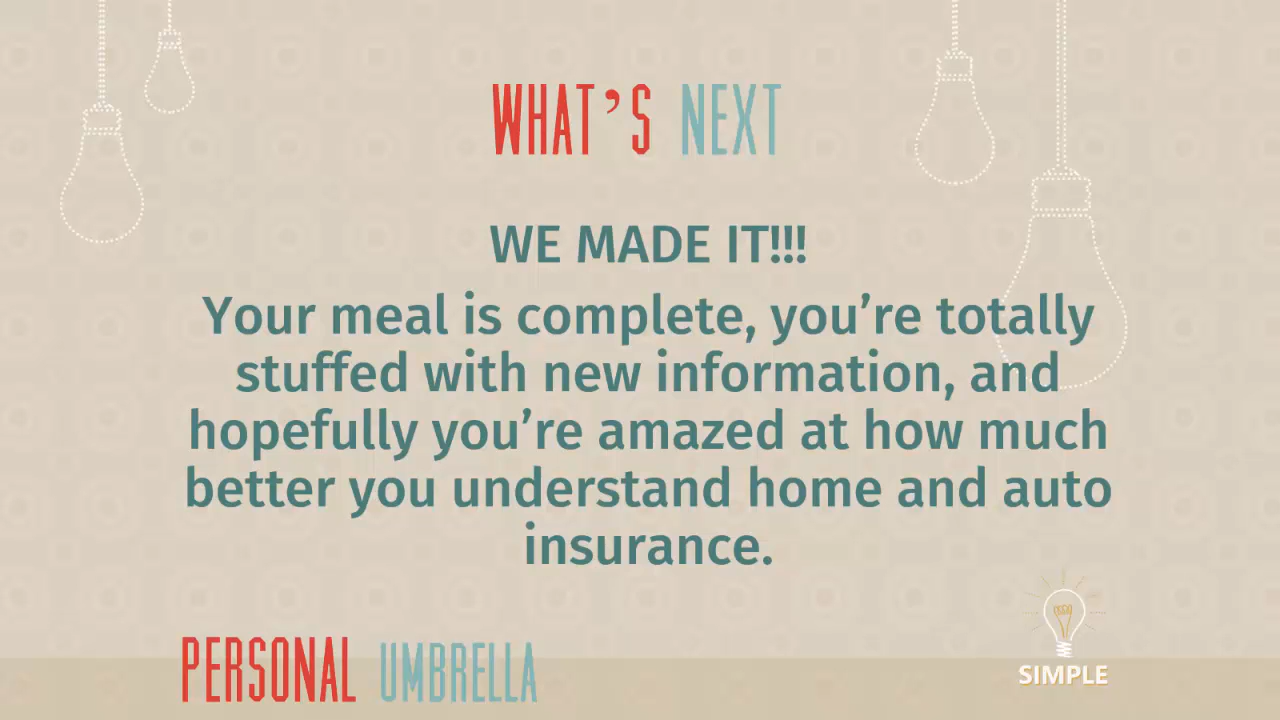 WHAT’S NEXT
WE MADE IT!!!
Your meal is complete, you’re totally
stuffed with new information, and
hopefully you’re amazed at how much
better you understand home and auto
insurance.
PERSONAL UMBRELLA
SIMPLE